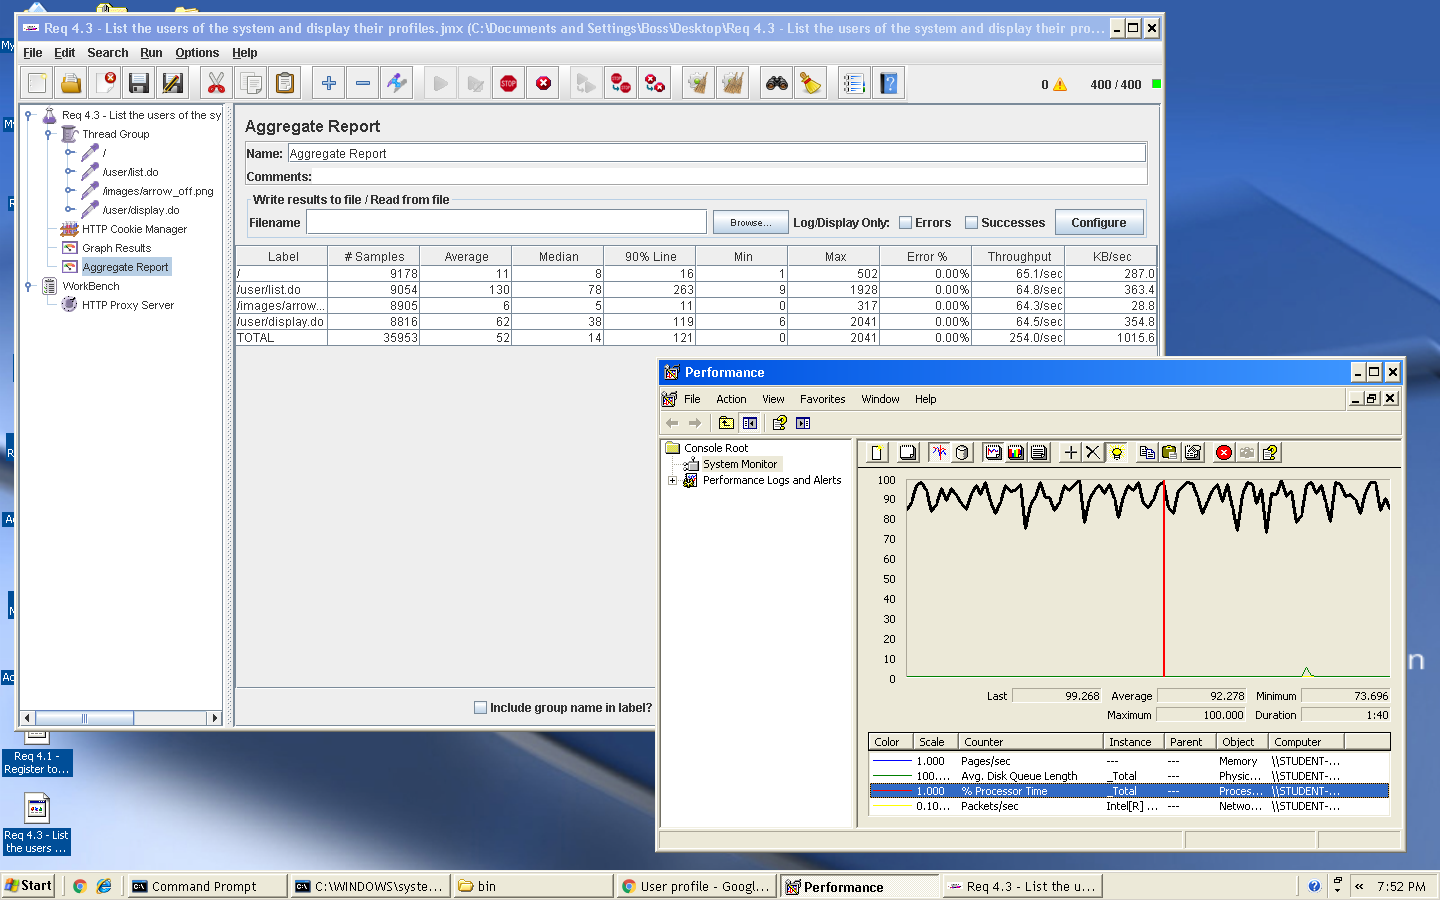 Req 4.3 - List the users of the system and display their profiles.jmx (C:\Documents and Settings\Boss\Desktop\Req 4.3 - List the users of the system and display their pro...
File Edit Search Run Options Help
STOP
0 400 / 400
Req 4.3 - List the users of the sy
Thread Group
/
/user/list.do
/images/arrow_off.png
/user/display.do
HTTP Cookie Manager
Graph Results
Aggregate Report
WorkBench
HTTP Proxy Server
Aggregate Report
Name: Aggregate Report
Comments:
Write results to file / Read from file
Filename Browse... Log/Display Only: Errors Successes Configure
Label # Samples Average Median 90% Line Min Max Error % Throughput KB/sec
/ 9178 11 8 16 1 502 0.00% 65.1/sec 287.0
/user/list.do 9054 130 78 263 9 1928 0.00% 64.8/sec 363.4
/images/arrow... 8905 6 5 11 0 317 0.00% 64.3/sec 28.8
/user/display.do 8816 62 38 119 6 2041 0.00% 64.5/sec 354.8
TOTAL 35953 52 14 121 0 2041 0.00% 254.0/sec 1015.6
Include group name in label?
Performance
File Action View Favorites Window Help
Console Root
System Monitor
Performance Logs and Alerts
100
90
80
70
60
50
40
30
20
10
0
Last 99.268 Average 92.278 Minimum 73.696
Maximum 100.000 Duration 1:40
Color Scale Counter Instance Parent Object Computer
1.000 Pages/sec --- --- Memory \\STUDENT-...
100.... Avg. Disk Queue Length _Total --- Physic... \\STUDENT-...
1.000 % Processor Time _Total --- Proces... \\STUDENT-...
0.10... Packets/sec Intel[R] ... --- Netwo... \\STUDENT-...
Req 4.1 -
Register to...
Req 4.3 - List
the users ...
Start Command Prompt C:\WINDOWS\syste... bin User profile - Googl... Performance Req 4.3 - List the u... 7:52 PM